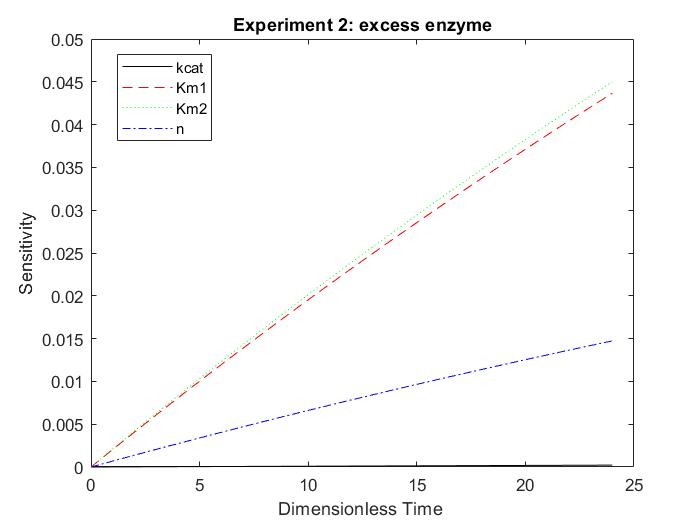 Experiment 2: excess enzyme
0.05
0.045
0.04
0.035
0.03
0.025
0.02
0.015
0.01
0.005
0
Sensitivity
kcat
Km1
Km2
n
0 5 10 15 20 25
Dimensionless Time